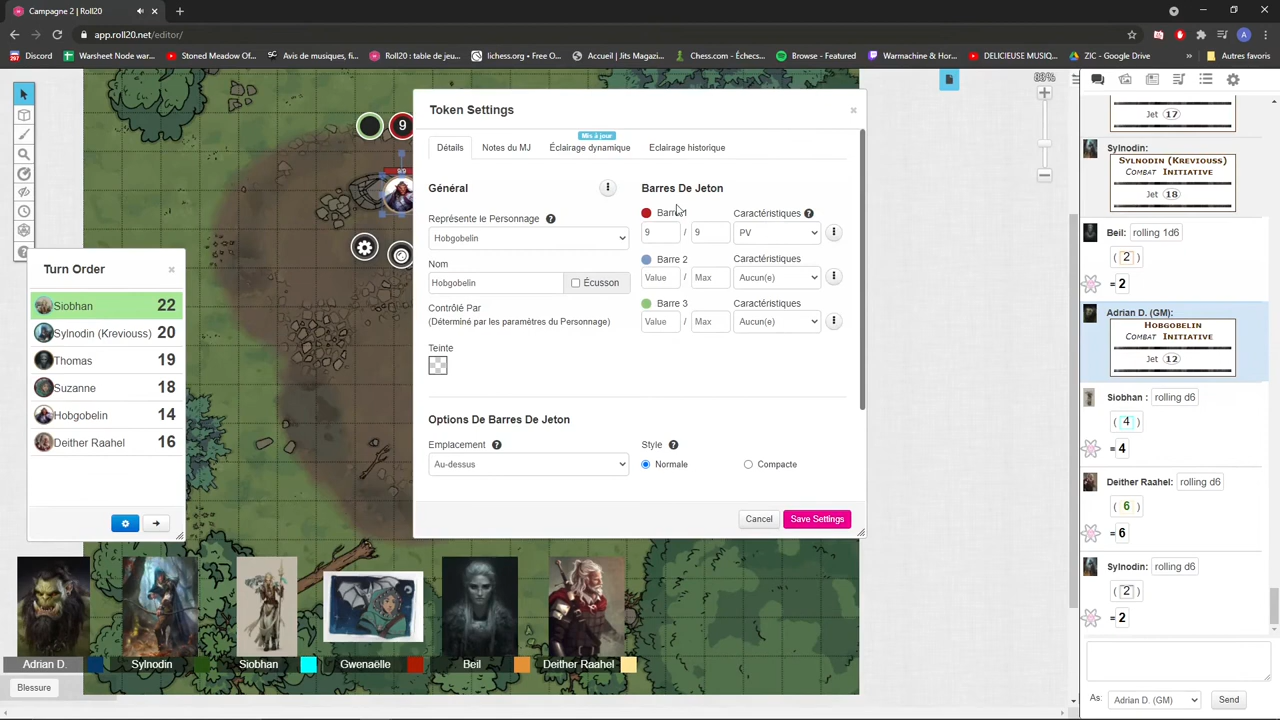 Campagne 2 | Roll20
app.roll20.net/editor/
Discord
Warsheet Node war...
Stoned Meadow Of...
Avis de musiques, fi...
Roll20 : table de jeu...
lichess.org • Free O...
Accueil | Jits Magazi...
Chess.com - Échecs...
Browse - Featured
Warmachine & Hor...
DELICIEUSE MUSIQ...
ZIC - Google Drive
Autres favoris
83%
9
9/9
Token Settings
×
Mis à jour
Détails
Notes du MJ
Éclairage dynamique
Eclairage historique
Général
Barres De Jeton
Représente le Personnage
Hobgobelin
Nom
Hobgobelin
Écusson
Contrôlé Par
(Déterminé par les paramètres du Personnage)
Teinte
Caractéristiques
9 / 9
PV
Barre 2
Caractéristiques
Value / Max
Aucun(e)
Barre 3
Caractéristiques
Value / Max
Aucun(e)
Options De Barres De Jeton
Emplacement
Au-dessus
Style
Normale
Compacte
Cancel
Save Settings
Turn Order
×
Siobhan 22
Sylnodin (Kreviouss) 20
Thomas 19
Suzanne 18
Hobgobelin 14
Deither Raahel 16
Adrian D.
Sylnodin
Siobhan
Gwenaëlle
Beil
Deither Raahel
Blessure
Jet 17
Sylnodin:
Sylnodin (Kreviouss)
Combat Initiative
Jet 18
Beil: rolling 1d6
( 2 )
= 2
Adrian D. (GM):
Hobgobelin
Combat Initiative
Jet 12
Siobhan : rolling d6
( 4 )
= 4
Deither Raahel: rolling d6
( 6 )
= 6
Sylnodin: rolling d6
( 2 )
= 2
As: Adrian D. (GM)
Send